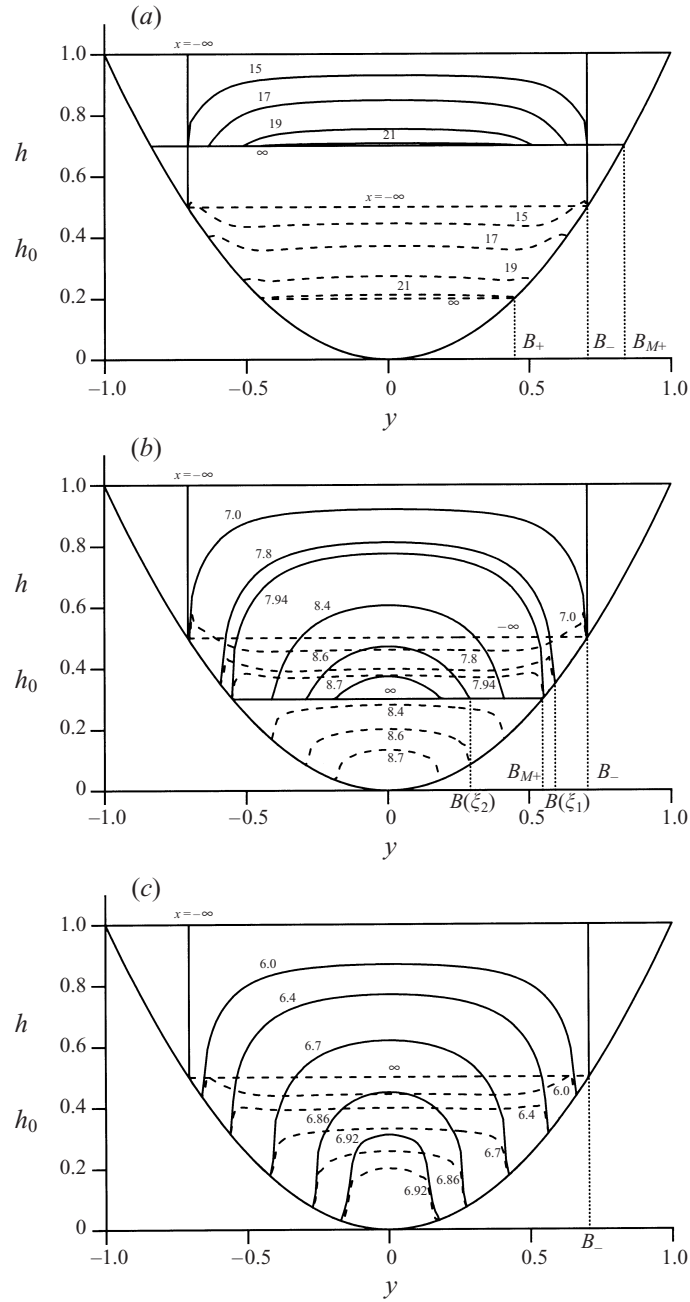 (a)
x = –∞
1.0
15
0.8
17
19
21
h
∞
0.6
x = –∞
15
0.4
17
h₀
19
0.2
21
∞
B₊
B₋
B_M+
0
–1.0
–0.5
0
0.5
1.0
y
(b)
x = –∞
1.0
7.0
0.8
7.8
7.94
h
0.6
8.4
7.0
–∞
8.6
7.8
0.4
8.7
∞
7.94
h₀
8.4
0.2
8.6
8.7
B_M+
B₋
0
B(ξ₂)
B(ξ₁)
–1.0
–0.5
0
0.5
1.0
y
(c)
x = –∞
1.0
6.0
0.8
6.4
h
6.7
0.6
∞
6.0
0.4
6.86
6.4
h₀
6.92
6.7
0.2
6.86
6.92
0
B₋
–1.0
–0.5
0
0.5
1.0
y